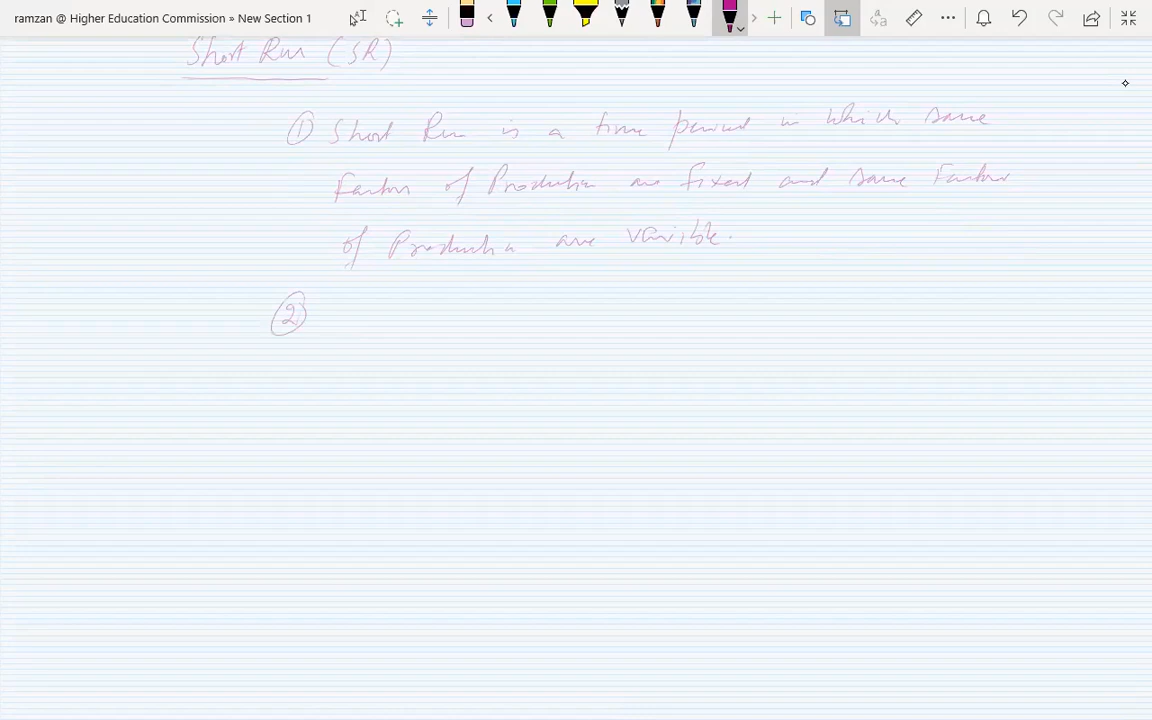 ramzan @ Higher Education Commission » New Section 1
Short Run (SR)
① Short Run is a time period in which some
Factors of Production are fixed and some Factors
of Production are varible.
②